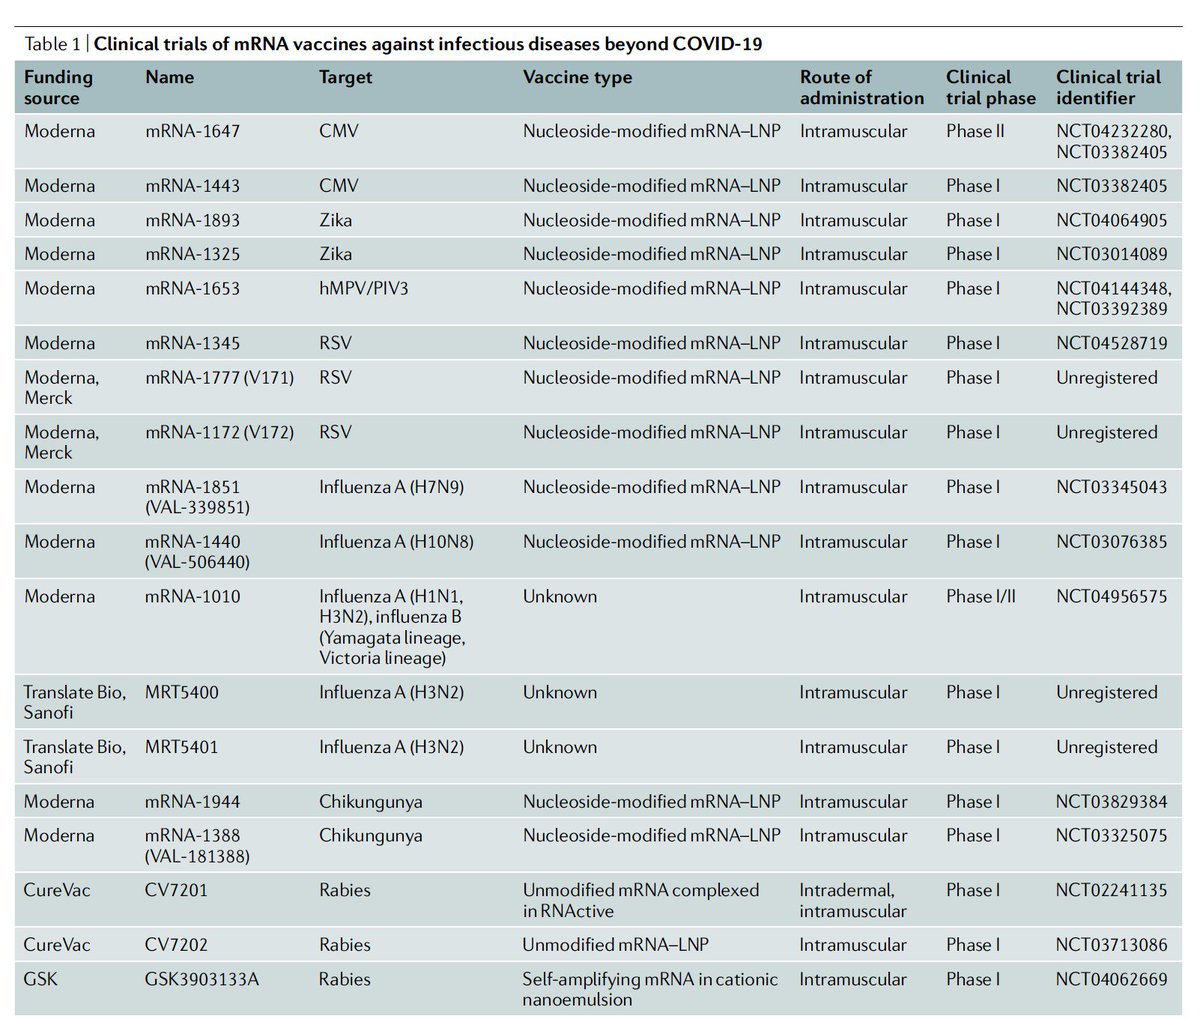 Table 1 | Clinical trials of mRNA vaccines against infectious diseases beyond COVID-19
Funding source Name Target Vaccine type Route of administration Clinical trial phase Clinical trial identifier
Moderna mRNA-1647 CMV Nucleoside-modified mRNA–LNP Intramuscular Phase II NCT04232280, NCT03382405
Moderna mRNA-1443 CMV Nucleoside-modified mRNA–LNP Intramuscular Phase I NCT03382405
Moderna mRNA-1893 Zika Nucleoside-modified mRNA–LNP Intramuscular Phase I NCT04064905
Moderna mRNA-1325 Zika Nucleoside-modified mRNA–LNP Intramuscular Phase I NCT03014089
Moderna mRNA-1653 hMPV/PIV3 Nucleoside-modified mRNA–LNP Intramuscular Phase I NCT04144348, NCT03392389
Moderna mRNA-1345 RSV Nucleoside-modified mRNA–LNP Intramuscular Phase I NCT04528719
Moderna, Merck mRNA-1777 (V171) RSV Nucleoside-modified mRNA–LNP Intramuscular Phase I Unregistered
Moderna, Merck mRNA-1172 (V172) RSV Nucleoside-modified mRNA–LNP Intramuscular Phase I Unregistered
Moderna mRNA-1851 (VAL-339851) Influenza A (H7N9) Nucleoside-modified mRNA–LNP Intramuscular Phase I NCT03345043
Moderna mRNA-1440 (VAL-506440) Influenza A (H10N8) Nucleoside-modified mRNA–LNP Intramuscular Phase I NCT03076385
Moderna mRNA-1010 Influenza A (H1N1, H3N2), influenza B (Yamagata lineage, Victoria lineage) Unknown Intramuscular Phase I/II NCT04956575
Translate Bio, Sanofi MRT5400 Influenza A (H3N2) Unknown Intramuscular Phase I Unregistered
Translate Bio, Sanofi MRT5401 Influenza A (H3N2) Unknown Intramuscular Phase I Unregistered
Moderna mRNA-1944 Chikungunya Nucleoside-modified mRNA–LNP Intramuscular Phase I NCT03829384
Moderna mRNA-1388 (VAL-181388) Chikungunya Nucleoside-modified mRNA–LNP Intramuscular Phase I NCT03325075
CureVac CV7201 Rabies Unmodified mRNA complexed in RNActive Intradermal, intramuscular Phase I NCT02241135
CureVac CV7202 Rabies Unmodified mRNA–LNP Intramuscular Phase I NCT03713086
GSK GSK3903133A Rabies Self-amplifying mRNA in cationic nanoemulsion Intramuscular Phase I NCT04062669